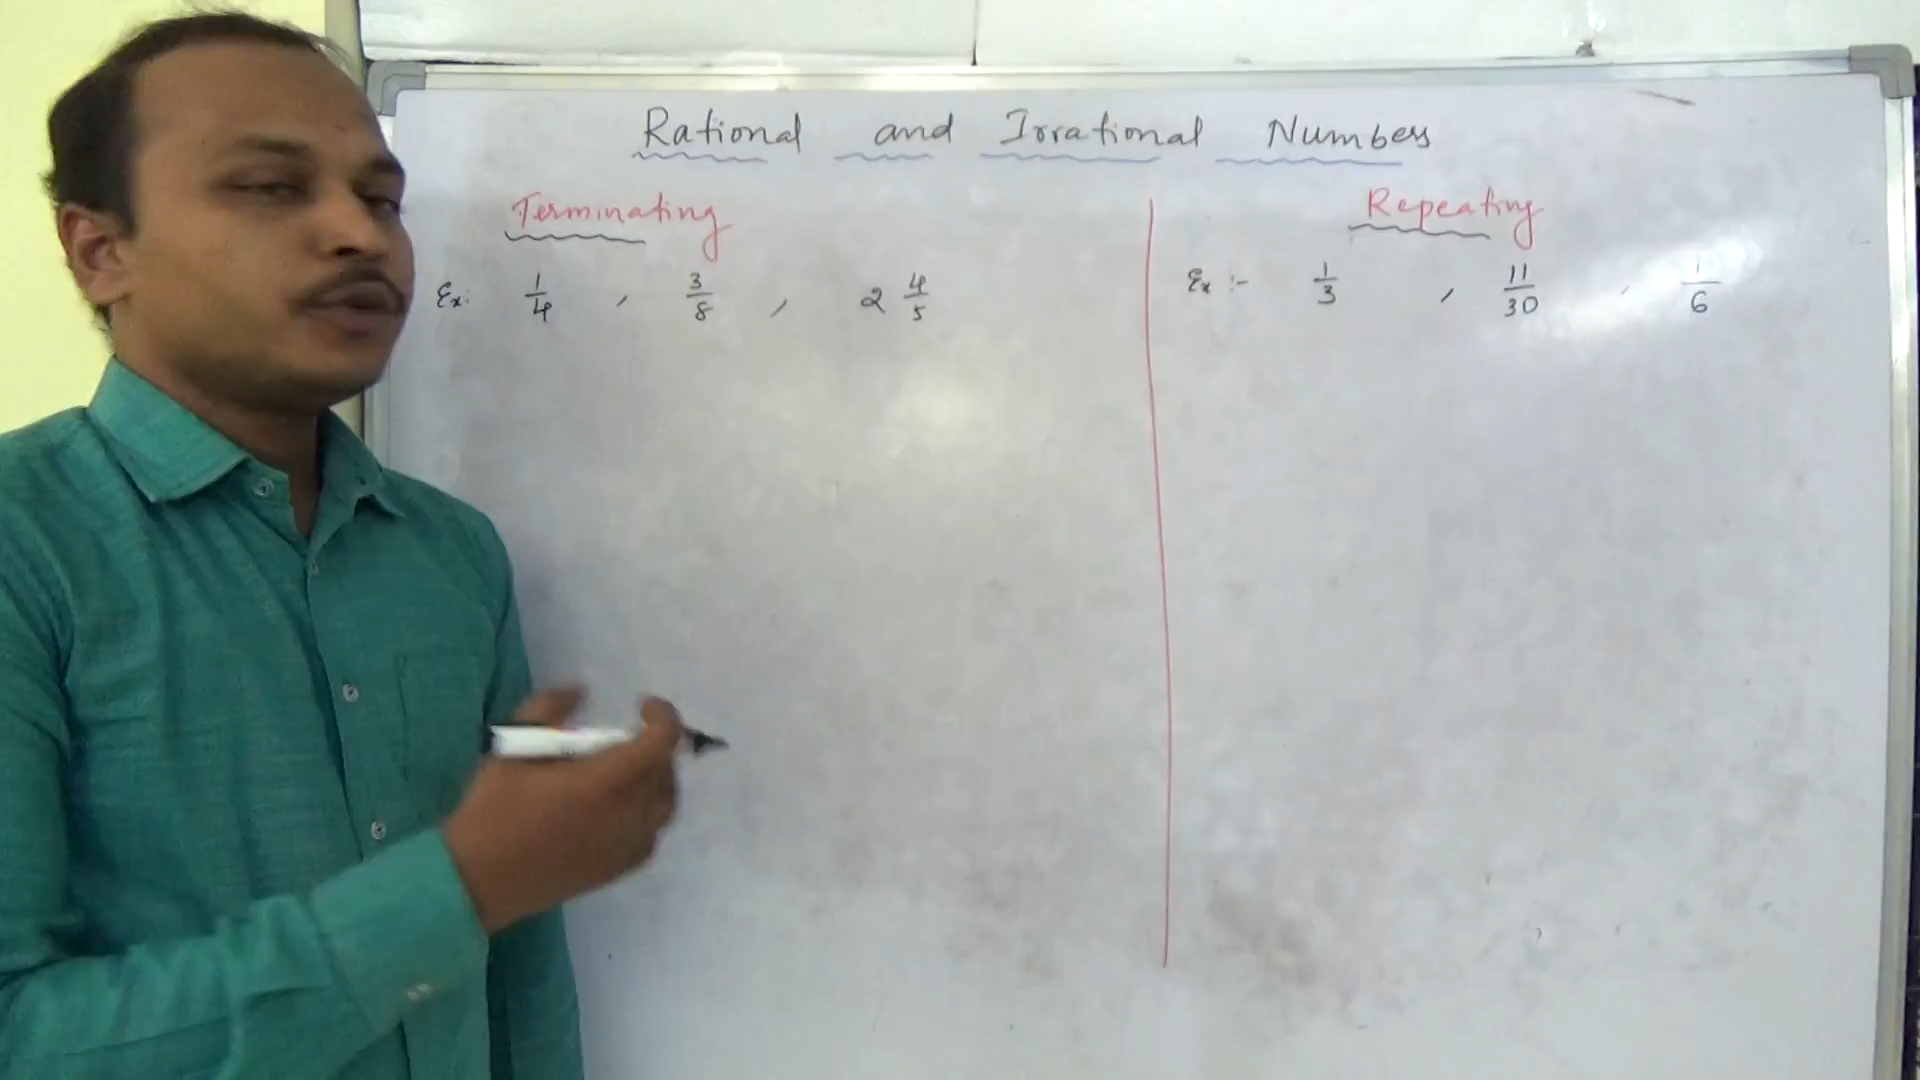 Rational and Irrational Numbers
Terminating
Ex: 1/4 , 3/8 , 2 4/5
Repeating
Ex :- 1/3 , 11/30 , 1/6